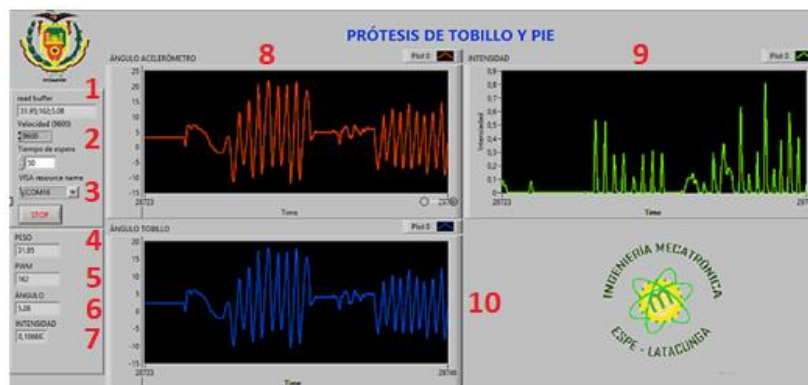 PRÓTESIS DE TOBILLO Y PIE
1
read buffer
31.95;162;5.08
2
Velocidad (9600)
9600
Tiempo de espera
50
3
VISA resource name
COM16
STOP
4
PESO
31.95
5
PWM
162
6
ÁNGULO
5,08
7
INTENSIDAD
8
ÁNGULO ACELERÓMETRO
Plot 0
25
20
15
10
5
0
-5
-10
-15
28723
Time
9
INTENSIDAD
Plot 0
Intensidad
0,9
0,8
0,7
0,6
0,5
0,4
0,3
0,2
0,1
0
28723
Time
10
ÁNGULO TOBILLO
Plot 0
20
15
10
5
0
-5
-10
-15
28723
Time
INGENIERÍA MECATRÓNICA
ESPE - LATACUNGA